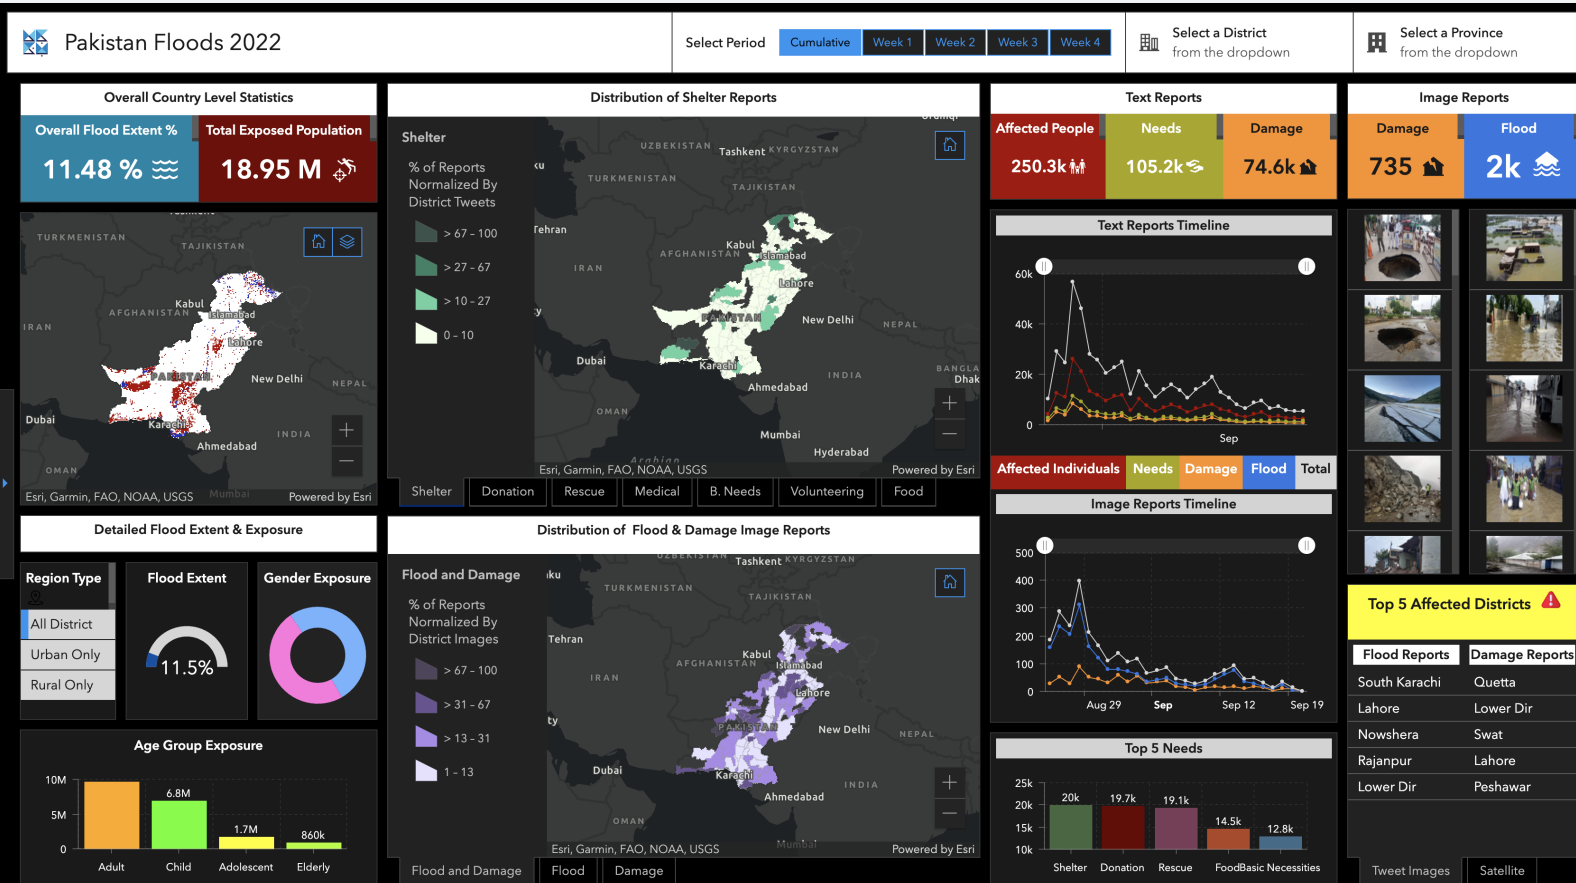 Pakistan Floods 2022
Select Period
Cumulative
Week 1
Week 2
Week 3
Week 4
Select a District
from the dropdown
Select a Province
from the dropdown
Overall Country Level Statistics
Overall Flood Extent %
11.48 %
Total Exposed Population
18.95 M
TURKMENISTAN
TAJIKISTAN
Kabul
AFGHANISTAN
Islamabad
IRAN
Lahore
PAKISTAN
New Delhi
NEPAL
Dubai
Karachi
INDIA
Ahmedabad
OMAN
Mumbai
Esri, Garmin, FAO, NOAA, USGS
Powered by Esri
Detailed Flood Extent & Exposure
Region Type
All District
Urban Only
Rural Only
Flood Extent
11.5%
Gender Exposure
Age Group Exposure
10M
5M
0
6.8M
1.7M
860k
Adult
Child
Adolescent
Elderly
Distribution of Shelter Reports
Shelter
% of Reports
Normalized By
District Tweets
> 67 - 100
> 27 - 67
> 10 - 27
0 - 10
Urumqi
UZBEKISTAN
Tashkent
KYRGYZSTAN
ku
TURKMENISTAN
TAJIKISTAN
Tehran
Kabul
AFGHANISTAN
Islamabad
IRAN
Lahore
ty
PAKISTAN
New Delhi
NEPAL
Dubai
Karachi
INDIA
BANGLA
Dhak
Ahmedabad
OMAN
Mumbai
Hyderabad
Arabian
Esri, Garmin, FAO, NOAA, USGS
Powered by Esri
Shelter
Donation
Rescue
Medical
B. Needs
Volunteering
Food
Distribution of Flood & Damage Image Reports
Flood and Damage
% of Reports
Normalized By
District Images
> 67 - 100
> 31 - 67
> 13 - 31
1 - 13
UZBEKISTAN
Tashkent
KYRGYZSTAN
ku
TURKMENISTAN
TAJIKISTAN
Tehran
Kabul
AFGHANISTAN
Islamabad
IRAN
Lahore
ty
PAKISTAN
New Delhi
NEPAL
Dubai
Karachi
INDIA
Ahmedabad
OMAN
Mumbai
Esri, Garmin, FAO, NOAA, USGS
Powered by Esri
Flood and Damage
Flood
Damage
Text Reports
Affected People
250.3k
Needs
105.2k
Damage
74.6k
Text Reports Timeline
60k
40k
20k
0
Sep
Affected Individuals
Needs
Damage
Flood
Total
Image Reports Timeline
500
400
300
200
100
0
Aug 29
Sep
Sep 12
Sep 19
Top 5 Needs
25k
20k
15k
10k
20k
19.7k
19.1k
14.5k
12.8k
Shelter
Donation
Rescue
Food
Basic Necessities
Image Reports
Damage
735
Flood
2k
Top 5 Affected Districts
Flood Reports
Damage Reports
South Karachi
Quetta
Lahore
Lower Dir
Nowshera
Swat
Rajanpur
Lahore
Lower Dir
Peshawar
Tweet Images
Satellite